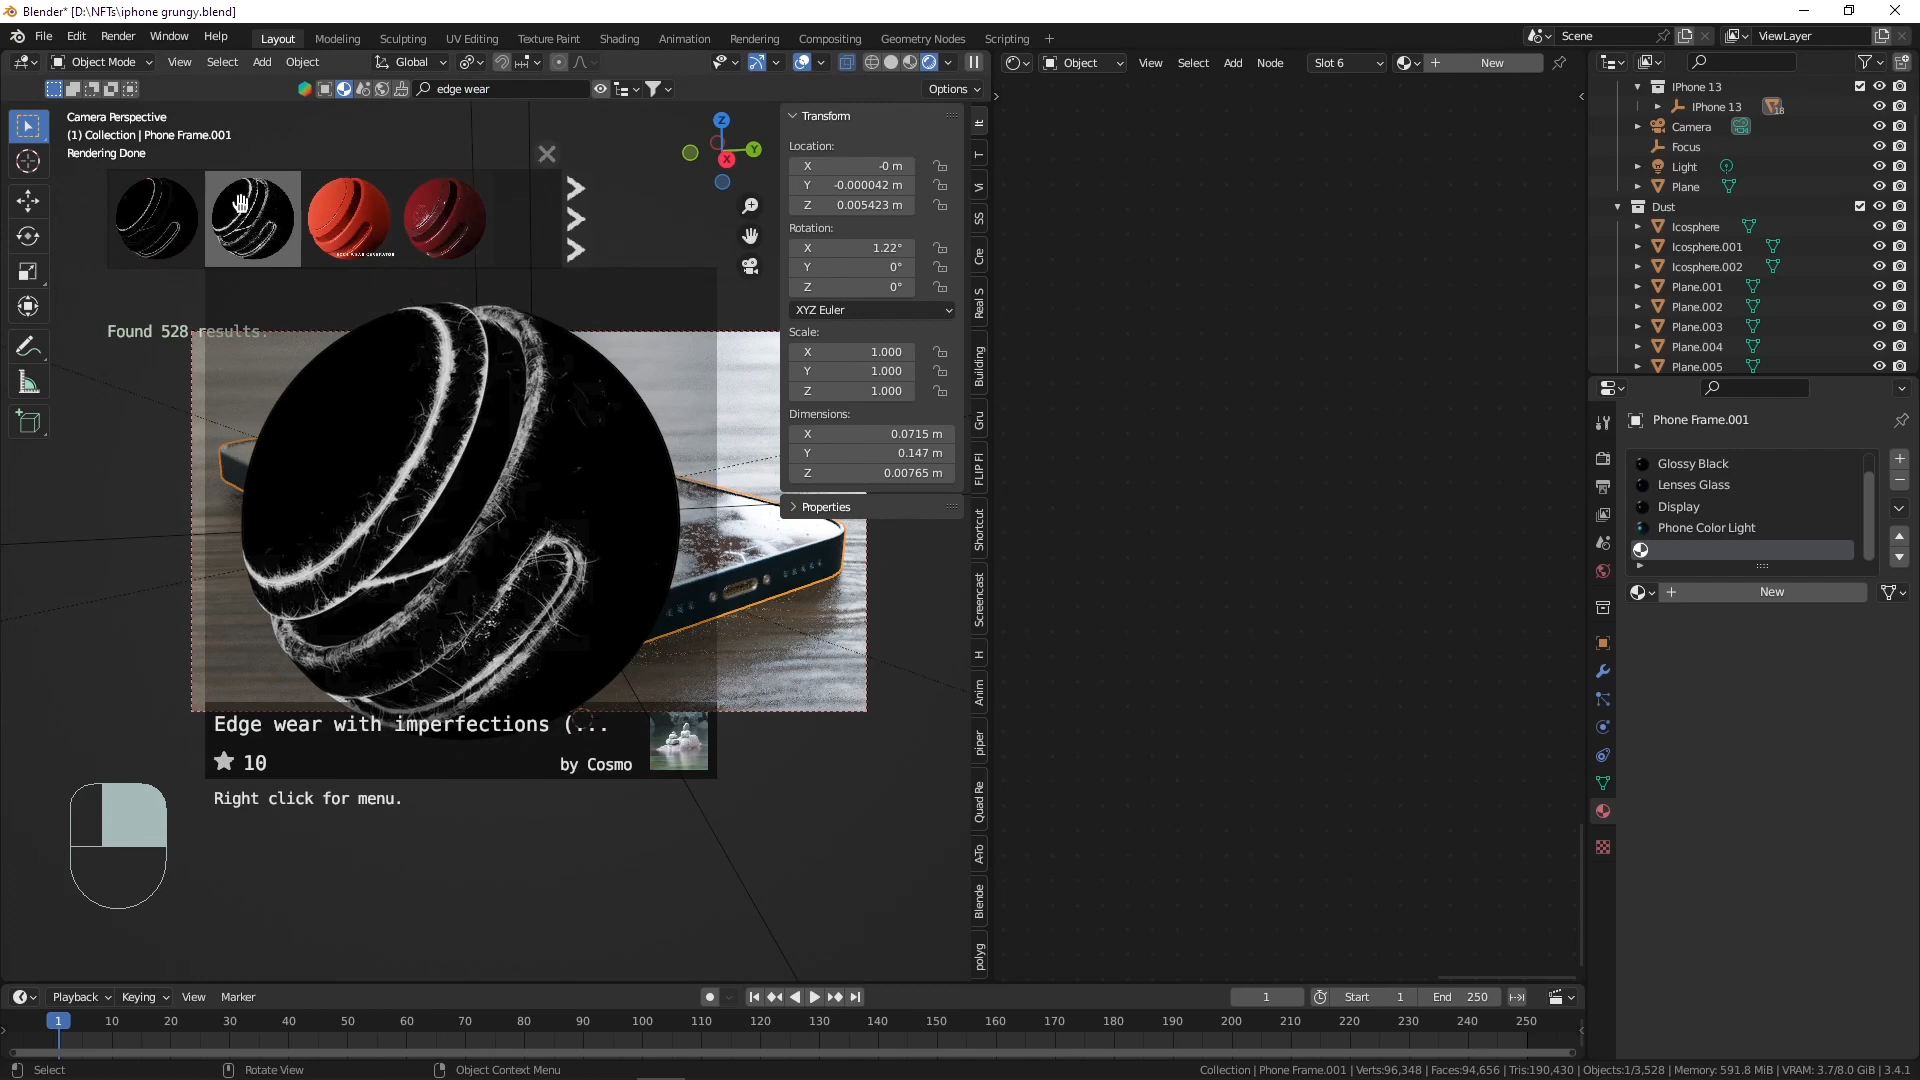 Blender* [D:\NFTs\iphone grungy.blend]
File Edit Render Window Help Layout Modeling Sculpting UV Editing Texture Paint Shading Animation Rendering Compositing Geometry Nodes Scripting + Scene ViewLayer
Object Mode View Select Add Object Global Object View Select Add Node Slot 6 New
edge wear Options
Camera Perspective
(1) Collection | Phone Frame.001
Rendering Done
Z
Y
X
Found 528 results.
Edge wear with imperfections (...
10 by Cosmo
Right click for menu.
Transform
Location:
X -0 m
Y -0.000042 m
Z 0.005423 m
Rotation:
X 1.22°
Y 0°
Z 0°
XYZ Euler
Scale:
X 1.000
Y 1.000
Z 1.000
Dimensions:
X 0.0715 m
Y 0.147 m
Z 0.00765 m
Properties
It
T
Vi
SS
Cre
Real S
Building
Gru
FLIP Fl
Shortcut
Screencast
H
Anim
piper
Quad Re
A-To
Blende
polyg
IPhone 13
IPhone 13 18
Camera
Focus
Light
Plane
Dust
Icosphere
Icosphere.001
Icosphere.002
Plane.001
Plane.002
Plane.003
Plane.004
Plane.005
Phone Frame.001
Glossy Black
Lenses Glass
Display
Phone Color Light
New
Playback Keying View Marker 1 Start 1 End 250
1 10 20 30 40 50 60 70 80 90 100 110 120 130 140 150 160 170 180 190 200 210 220 230 240 250
Select Rotate View Object Context Menu Collection | Phone Frame.001 | Verts:96,348 | Faces:94,656 | Tris:190,430 | Objects:1/3,528 | Memory: 591.8 MiB | VRAM: 3.7/8.0 GiB | 3.4.1